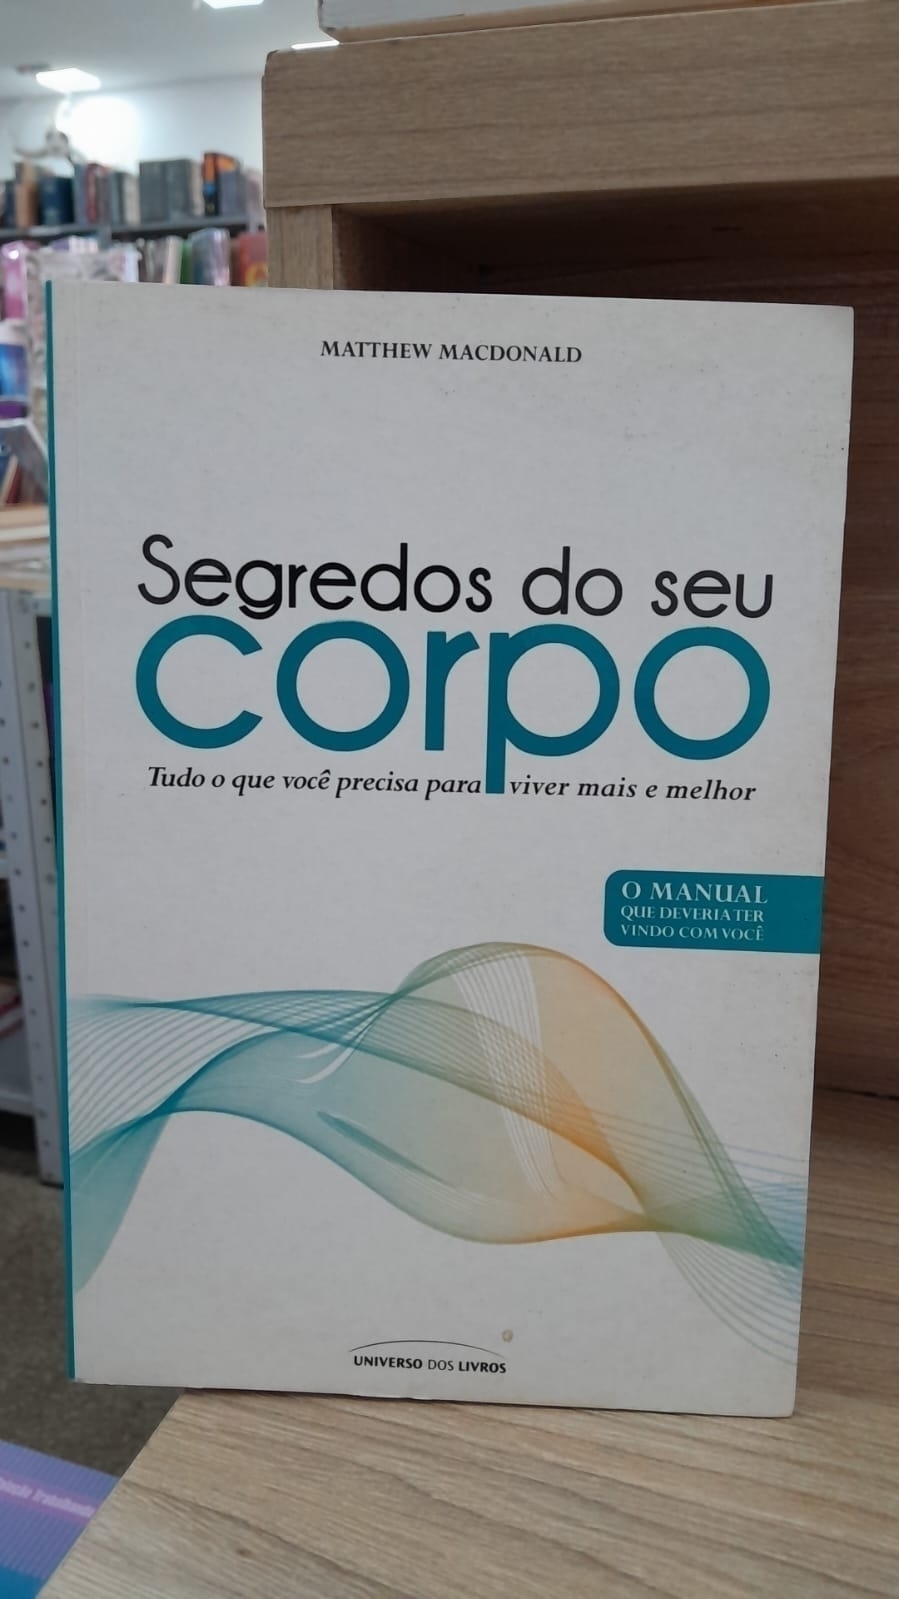 MATTHEW MACDONALD
Segredos do seu
corpo
Tudo o que você precisa para viver mais e melhor
O MANUAL
QUE DEVERIA TER
VINDO COM VOCÊ
UNIVERSO DOS LIVROS